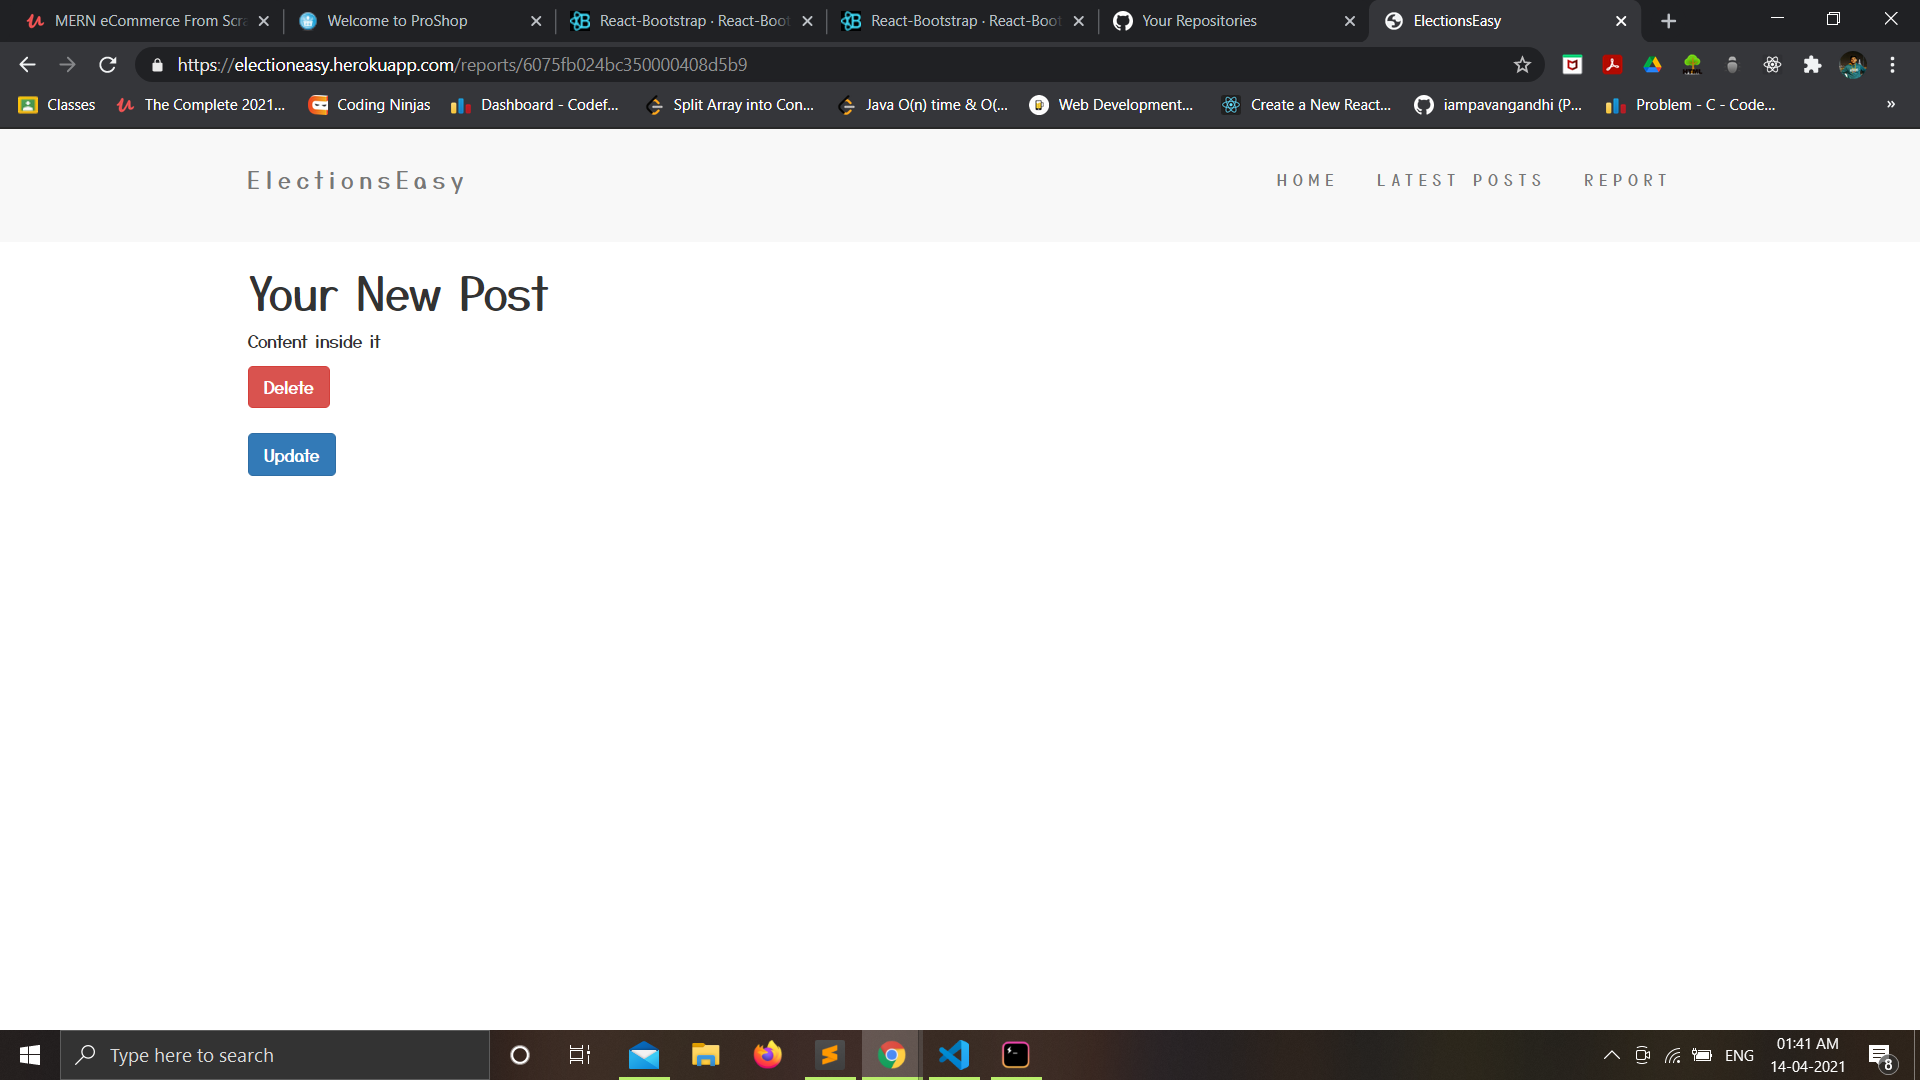 MERN eCommerce From Scra
Welcome to ProShop
React-Bootstrap · React-Boot
React-Bootstrap · React-Boot
Your Repositories
ElectionsEasy
https://electioneasy.herokuapp.com/reports/6075fb024bc350000408d5b9
Classes
The Complete 2021...
Coding Ninjas
Dashboard - Codef...
Split Array into Con...
Java O(n) time & O(...
Web Development...
Create a New React...
iampavangandhi (P...
Problem - C - Code...
»
ElectionsEasy
HOME
LATEST POSTS
REPORT
Your New Post
Content inside it
Delete
Update
Type here to search
ENG
01:41 AM
14-04-2021
8